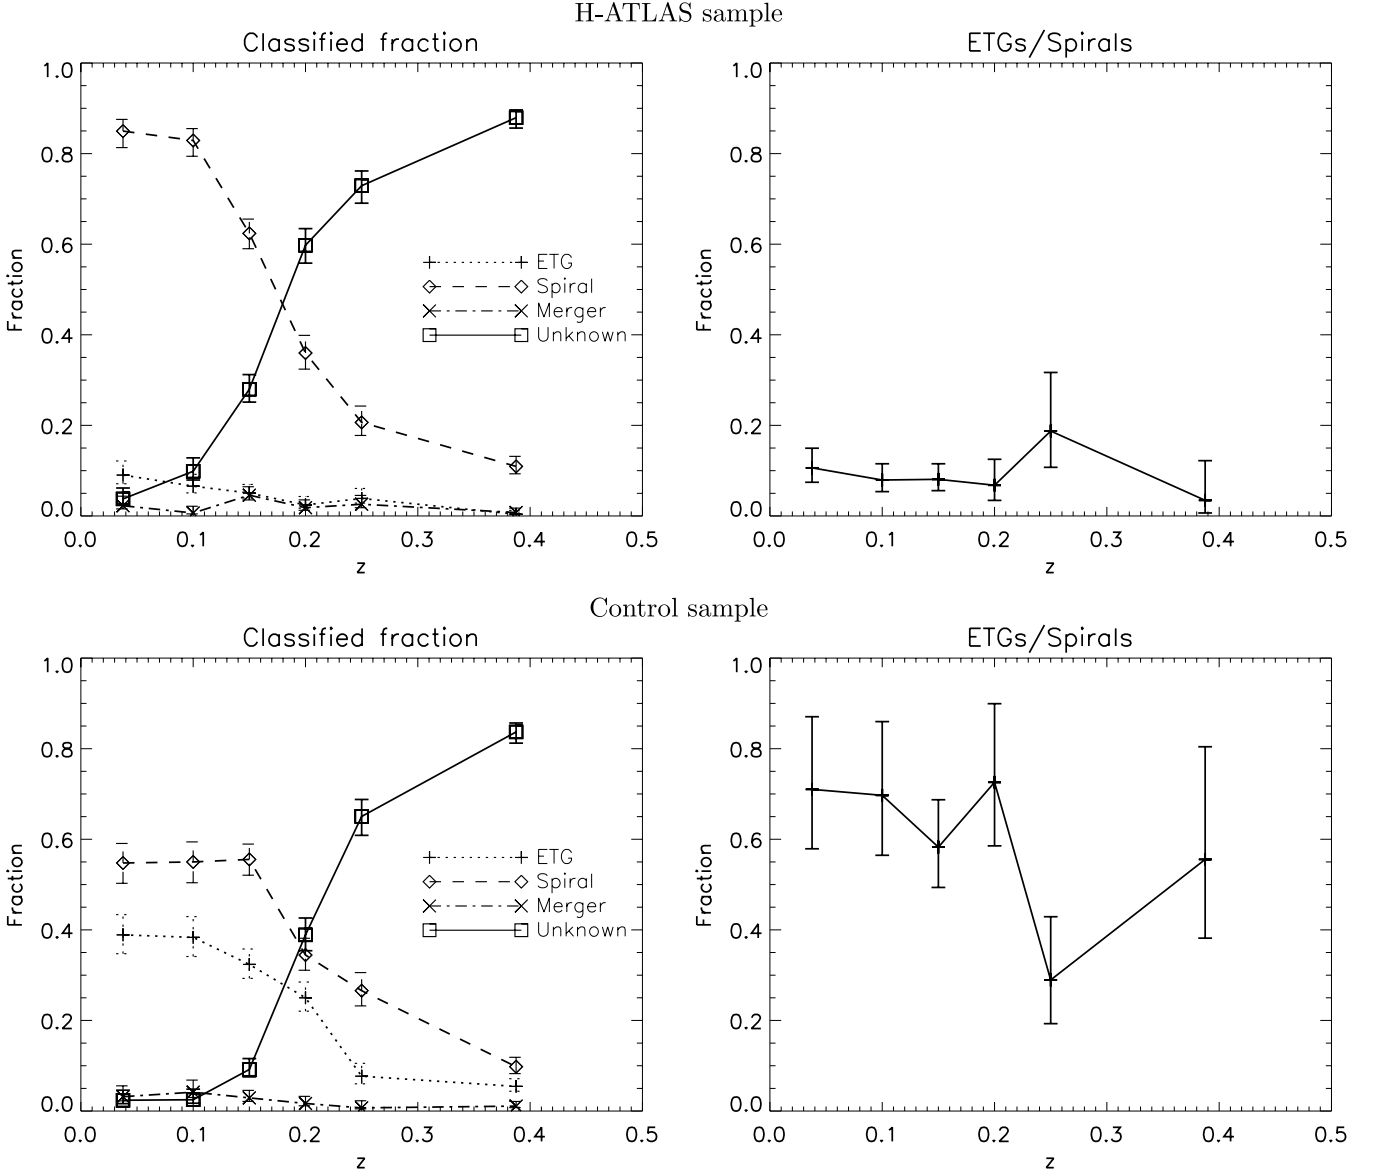 H-ATLAS sample
Classified fraction
1.0
0.8
0.6
0.4
0.2
0.0
Fraction
ETG
Spiral
Merger
Unknown
0.0 0.1 0.2 0.3 0.4 0.5
z
ETGs/Spirals
1.0
0.8
0.6
0.4
0.2
0.0
Fraction
0.0 0.1 0.2 0.3 0.4 0.5
z
Control sample
Classified fraction
1.0
0.8
0.6
0.4
0.2
0.0
Fraction
ETG
Spiral
Merger
Unknown
0.0 0.1 0.2 0.3 0.4 0.5
z
ETGs/Spirals
1.0
0.8
0.6
0.4
0.2
0.0
Fraction
0.0 0.1 0.2 0.3 0.4 0.5
z